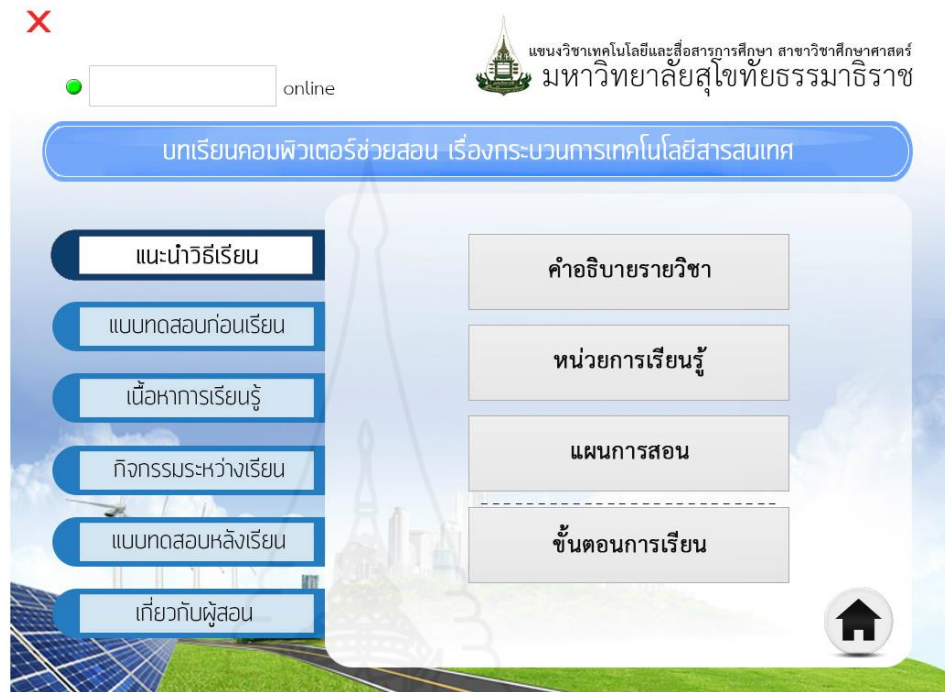 X
แขนงวิชาเทคโนโลยีและสื่อสารการศึกษา สาขาวิชาศึกษาศาสตร์
มหาวิทยาลัยสุโขทัยธรรมาธิราช
online
บทเรียนคอมพิวเตอร์ช่วยสอน เรื่องกระบวนการเทคโนโลยีสารสนเทศ
แนะนำวิธีเรียน
แบบทดสอบก่อนเรียน
เนื้อหาการเรียนรู้
กิจกรรมระหว่างเรียน
แบบทดสอบหลังเรียน
เกี่ยวกับผู้สอน
คำอธิบายรายวิชา
หน่วยการเรียนรู้
แผนการสอน
ขั้นตอนการเรียน